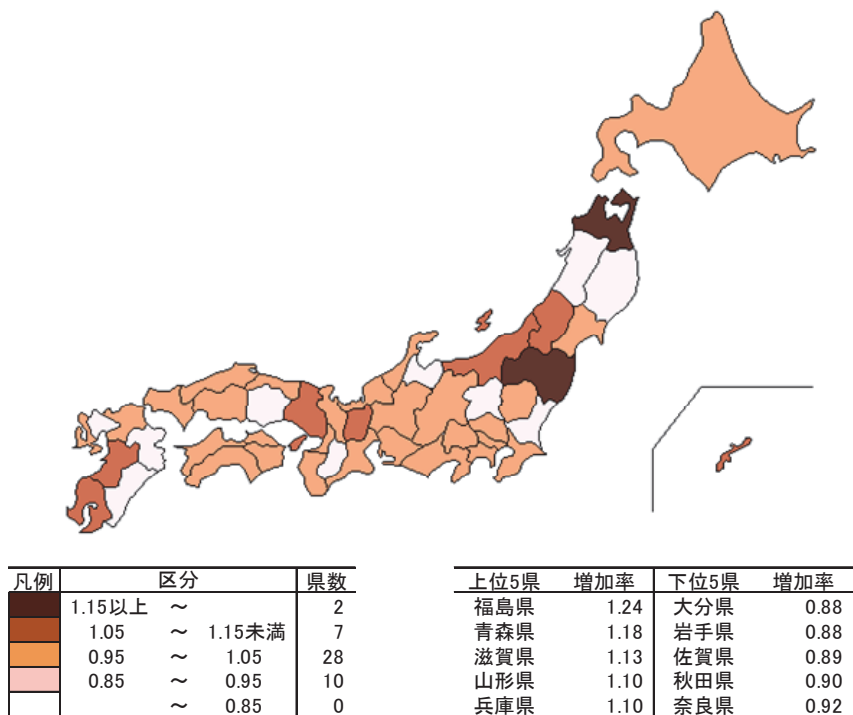 凡例 区分 県数
1.15以上 ～ 2
1.05 ～ 1.15未満 7
0.95 ～ 1.05 28
0.85 ～ 0.95 10
～ 0.85 0
上位5県 増加率 下位5県 増加率
福島県 1.24 大分県 0.88
青森県 1.18 岩手県 0.88
滋賀県 1.13 佐賀県 0.89
山形県 1.10 秋田県 0.90
兵庫県 1.10 奈良県 0.92